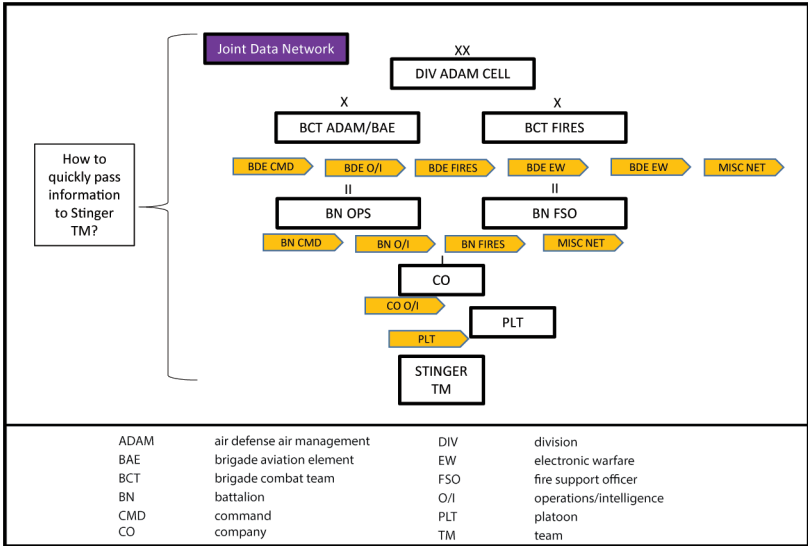 Joint Data Network
XX
DIV ADAM CELL
X X
BCT ADAM/BAE BCT FIRES
BDE CMD BDE O/I BDE FIRES BDE EW BDE EW MISC NET
How to
quickly pass
information
to Stinger
TM?
II II
BN OPS BN FSO
BN CMD BN O/I BN FIRES MISC NET
I
CO
CO O/I
PLT
PLT
STINGER
TM
ADAM air defense air management DIV division
BAE brigade aviation element EW electronic warfare
BCT brigade combat team FSO fire support officer
BN battalion O/I operations/intelligence
CMD command PLT platoon
CO company TM team